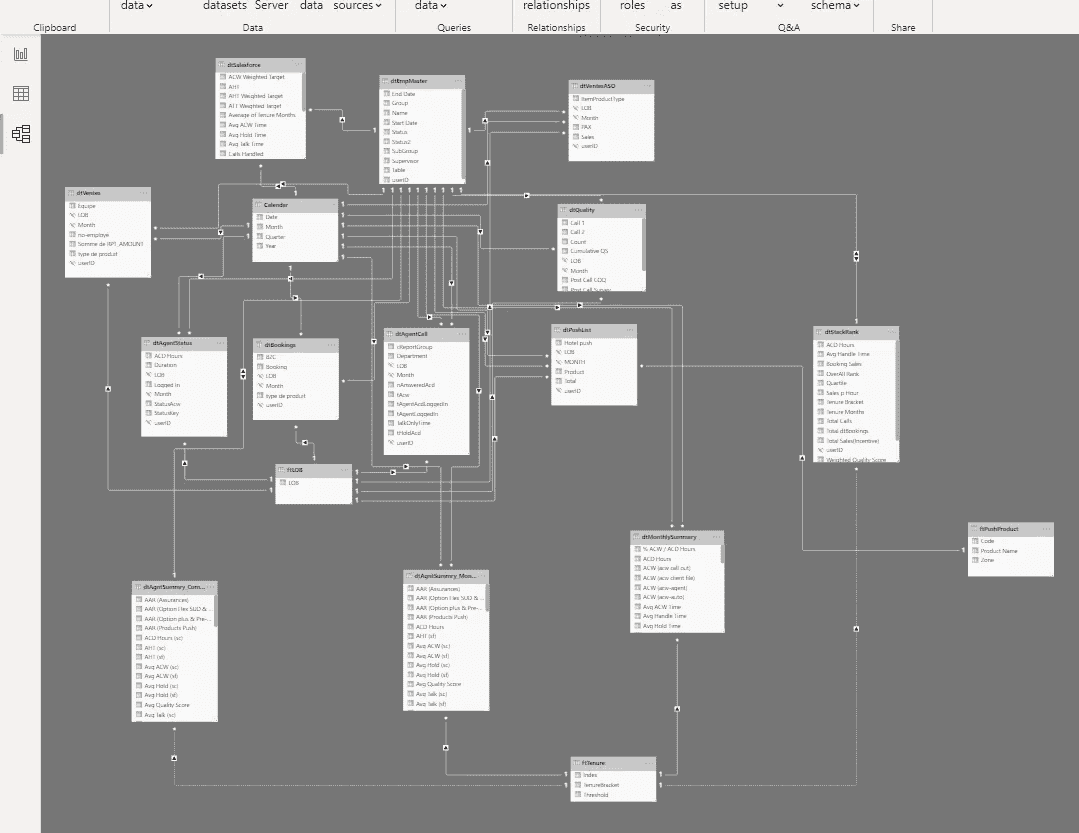 data
datasets Server data sources
data
relationships
roles as
setup
schema
Clipboard
Data
Queries
Relationships
Security
Q&A
Share
dtSalesforce
ACW Weighted Target
AHT
AHT Weighted Target
ATT Weighted Target
Average of Tenure Months
Avg ACW Time
Avg Hold Time
Avg Talk Time
Calls Handled
dtEmpMaster
End Date
Group
Name
Start Date
Status
Status2
SubGroup
Supervisor
Table
userID
dtVentesASO
ItemProductType
LOB
Month
PAX
Sales
userID
dtVentes
Equipe
LOB
Month
no-employé
Somme de RPT_AMOUNT
type de produit
userID
Calendar
Date
Month
Quarter
Year
dtQuality
Call 1
Call 2
Count
Cumulative QS
LOB
Month
Post Call COQ
Post Call Survey
dtAgentStatus
ACD Hours
Duration
LOB
Logged In
Month
StatusAcw
StatusKey
userID
dtBookings
B2C
Booking
LOB
Month
type de produit
userID
dtAgentCall
cReportGroup
Department
LOB
Month
nAnsweredAcd
tAcw
tAgentAcdLoggedIn
tAgentLoggedIn
TalkOnlyTime
tHoldAcd
userID
dtPushList
Hotel push
LOB
MONTH
Product
Total
userID
dtStackRank
ACD Hours
Avg Handle Time
Booking Sales
OverAll Rank
Quartile
Sales p Hour
Tenure Bracket
Tenure Months
Total Calls
Total dtBookings
Total Sales(Incentive)
userID
Weighted Quality Score
ftLOB
LOB
ftPushProduct
Code
Product Name
Zone
dtMonthlySummary
% ACW / ACD Hours
ACD Hours
ACW (acw call out)
ACW (acw client file)
ACW (acw-agent)
ACW (acw-auto)
Avg ACW Time
Avg Handle Time
Avg Hold Time
dtAgntSummry_Cum...
AAR (Assurances)
AAR (Option Flex SUD & ...
AAR (Option plus & Pre-...
AAR (Products Push)
ACD Hours (sc)
AHT (sc)
AHT (sf)
Avg ACW (sc)
Avg ACW (sf)
Avg Hold (sc)
Avg Hold (sf)
Avg Quality Score
Avg Talk (sc)
dtAgntSummry_Mon...
AAR (Assurances)
AAR (Option Flex SUD & ...
AAR (Option plus & Pre-...
AAR (Products Push)
ACD Hours
AHT (sf)
Avg ACW (sc)
Avg ACW (sf)
Avg Hold (sc)
Avg Hold (sf)
Avg Quality Score
Avg Talk (sc)
Avg Talk (sf)
ftTenure
Index
TenureBracket
Threshold